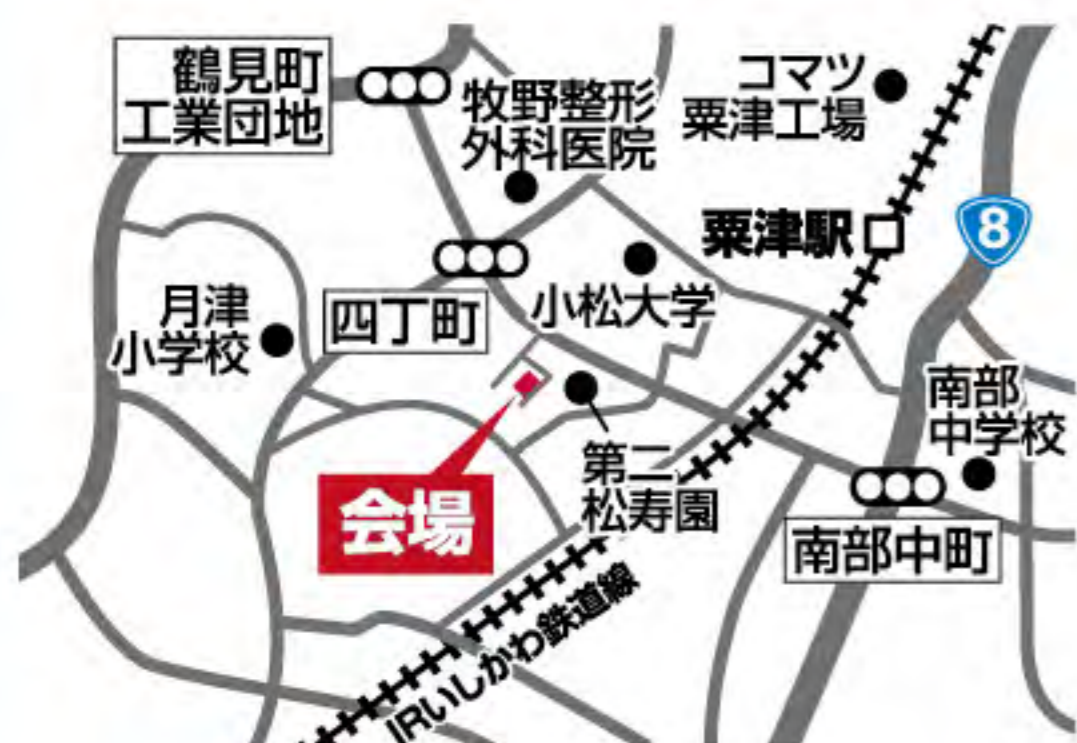 鶴見町
工業団地
牧野整形
外科医院
コマツ
粟津工場
粟津駅
8
月津
小学校
四丁町
小松大学
南部
中学校
第二
松寿園
会場
南部中町
IRいしかわ鉄道線